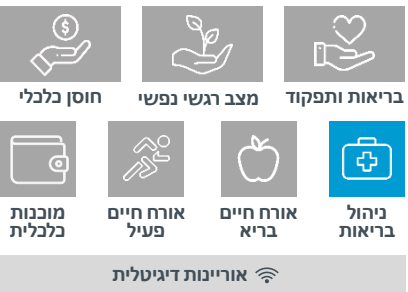 בריאות ותפקוד
מצב רגשי נפשי
חוסן כלכלי
ניהול
בריאות
אורח חיים
בריא
אורח חיים
פעיל
מוכנות
כלכלית
אוריינות דיגיטלית